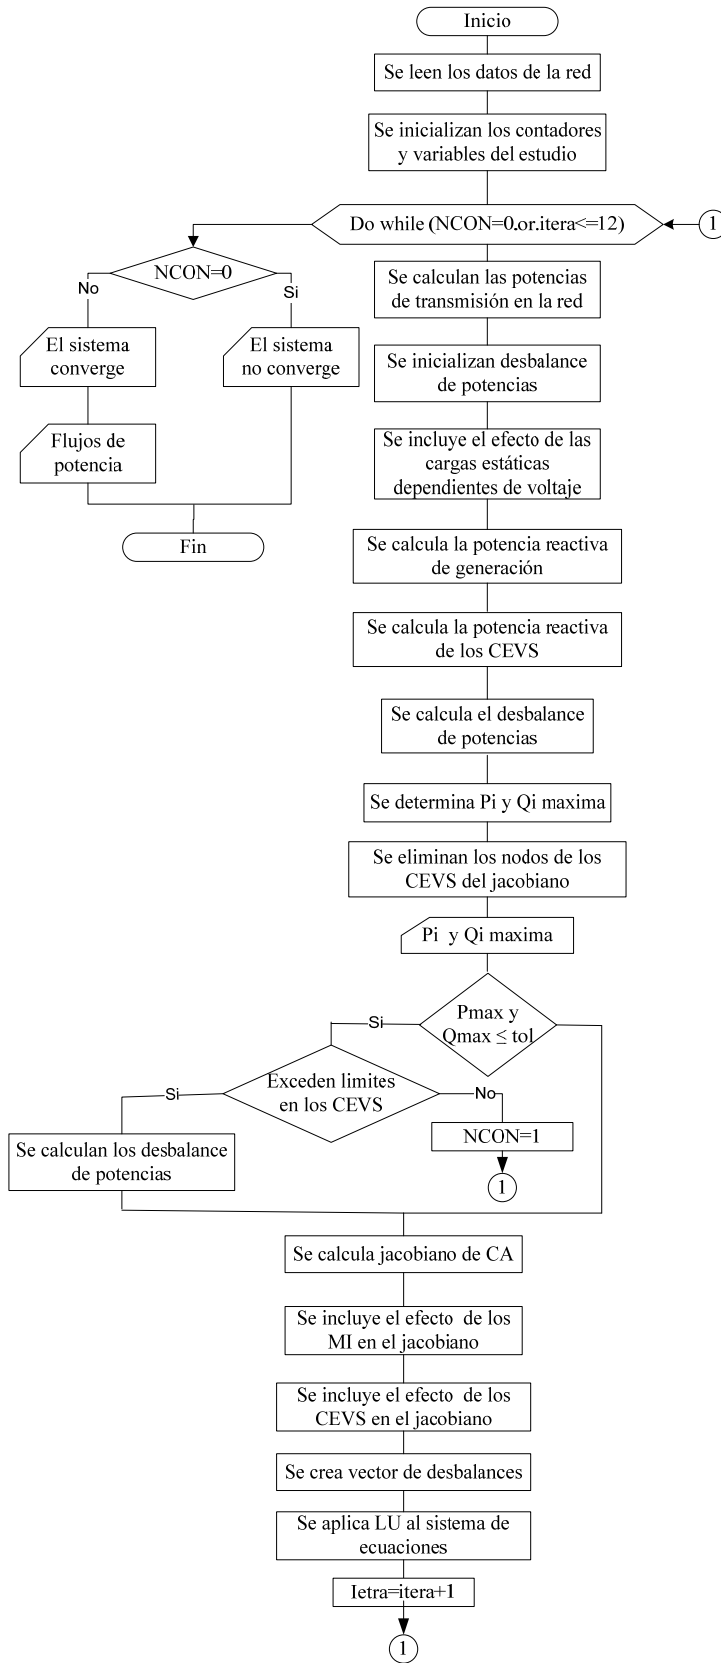 Inicio
Se leen los datos de la red
Se inicializan los contadores
y variables del estudio
Do while (NCON=0.or.itera<=12)
1
NCON=0
No
Si
El sistema
converge
El sistema
no converge
Flujos de
potencia
Fin
Se calculan las potencias
de transmisión en la red
Se inicializan desbalance
de potencias
Se incluye el efecto de las
cargas estáticas
dependientes de voltaje
Se calcula la potencia reactiva
de generación
Se calcula la potencia reactiva
de los CEVS
Se calcula el desbalance
de potencias
Se determina Pi y Qi maxima
Se eliminan los nodos de los
CEVS del jacobiano
Pi y Qi maxima
Pmax y
Qmax ≤ tol
Si
Exceden limites
en los CEVS
Si
No
NCON=1
1
Se calculan los desbalance
de potencias
Se calcula jacobiano de CA
Se incluye el efecto de los
MI en el jacobiano
Se incluye el efecto de los
CEVS en el jacobiano
Se crea vector de desbalances
Se aplica LU al sistema de
ecuaciones
Ietra=itera+1
1